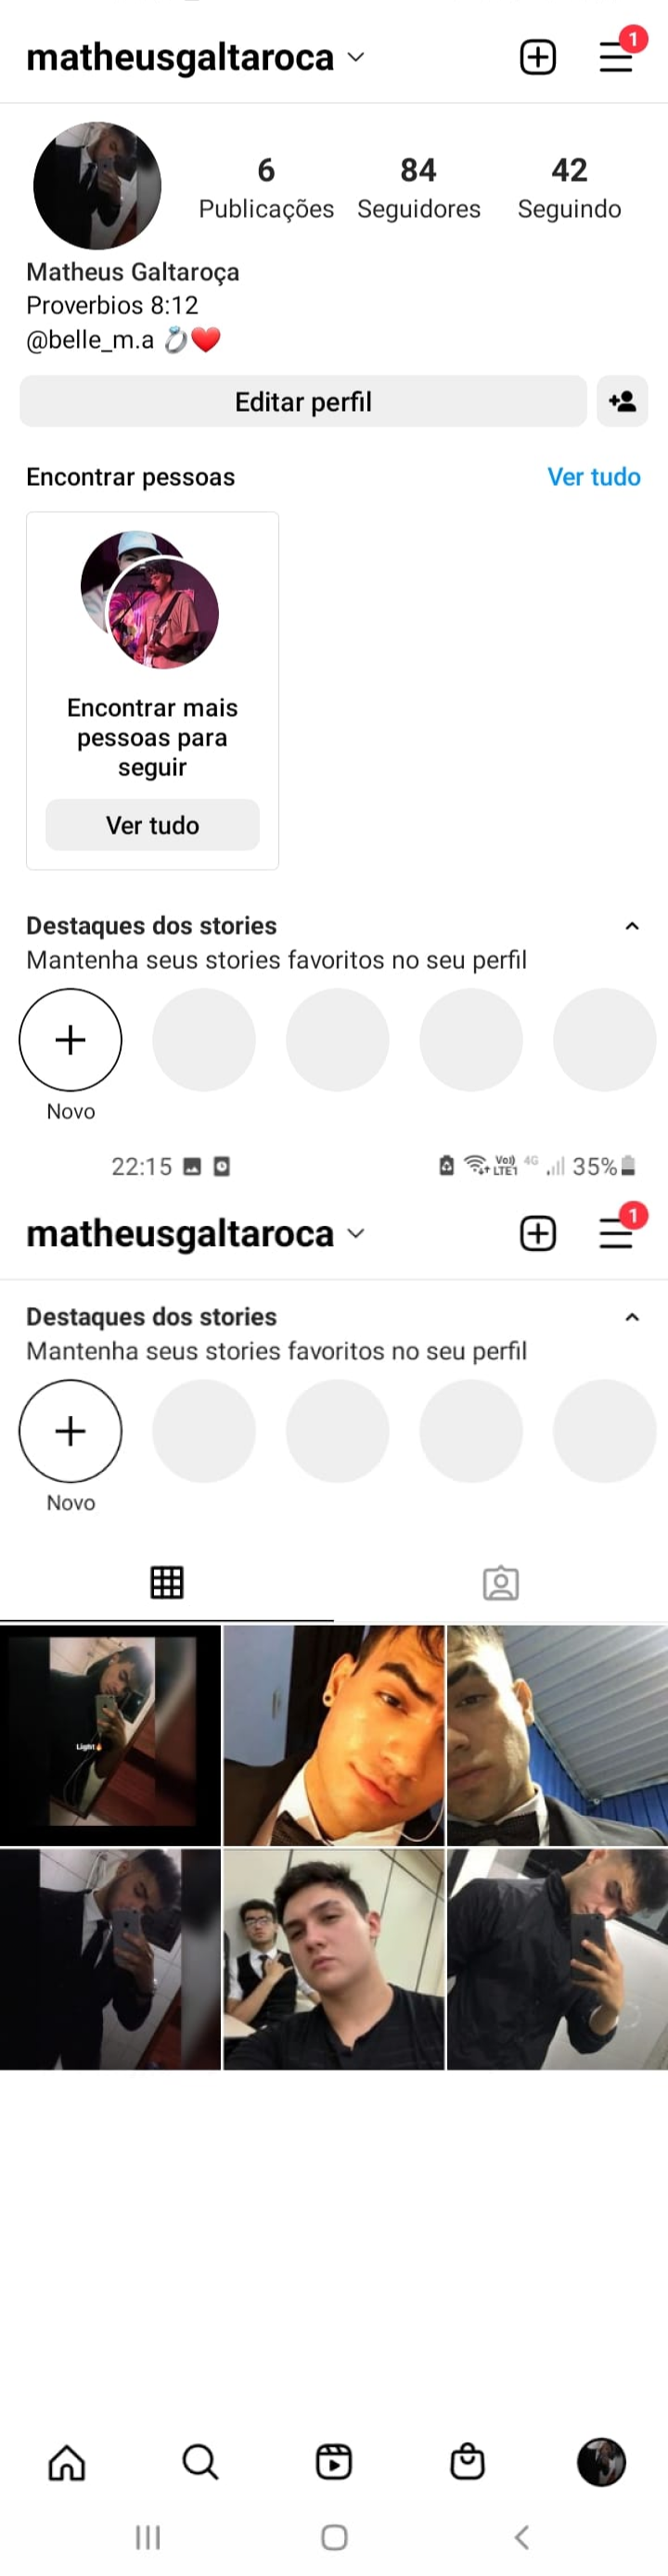 matheusgaltaroca
1
6
84
42
Publicações
Seguidores
Seguindo
Matheus Galtaroça
Proverbios 8:12
@belle_m.a 💍❤️
Editar perfil
Encontrar pessoas
Ver tudo
Encontrar mais
pessoas para
seguir
Ver tudo
Destaques dos stories
Mantenha seus stories favoritos no seu perfil
Novo
22:15
Vo))
LTE1
4G
35%
matheusgaltaroca
1
Destaques dos stories
Mantenha seus stories favoritos no seu perfil
Novo
Light🔥